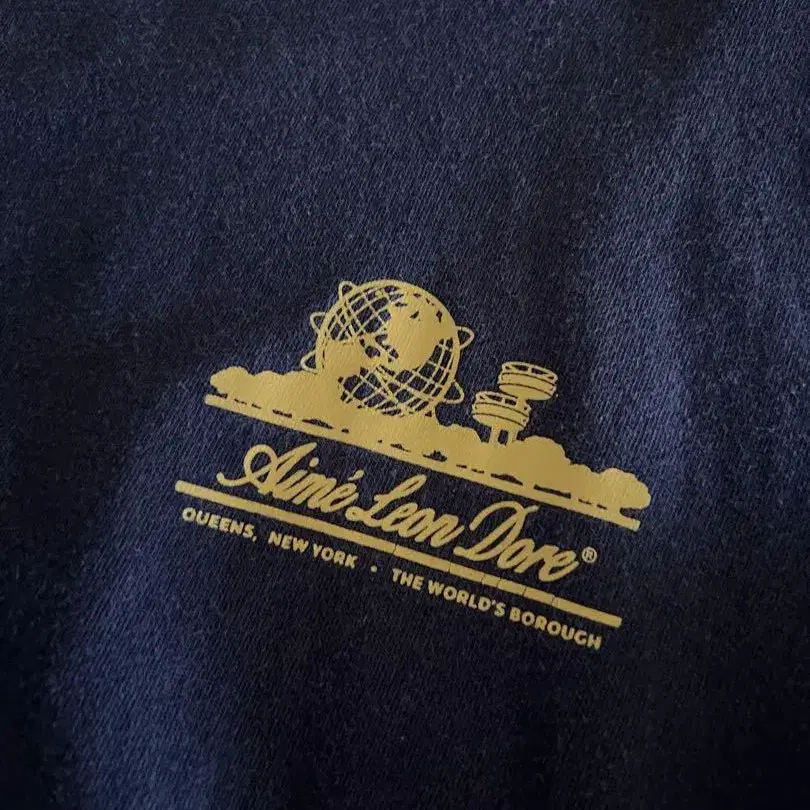 Aimé Leon Dore®
QUEENS, NEW YORK • THE WORLD'S BOROUGH